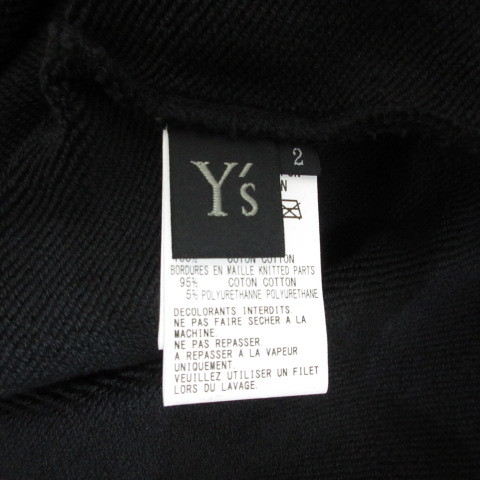 Y's
2
N
100% COTON COTTON
BORDURES EN MAILLE KNITTED PARTS
95% COTON COTTON
5% POLYURETHANNE POLYURETHANE
DECOLORANTS INTERDITS.
NE PAS FAIRE SECHER A LA
MACHINE.
NE PAS REPASSER.
A REPASSER A LA VAPEUR
UNIQUEMENT.
VEUILLEZ UTILISER UN FILET
LORS DU LAVAGE.